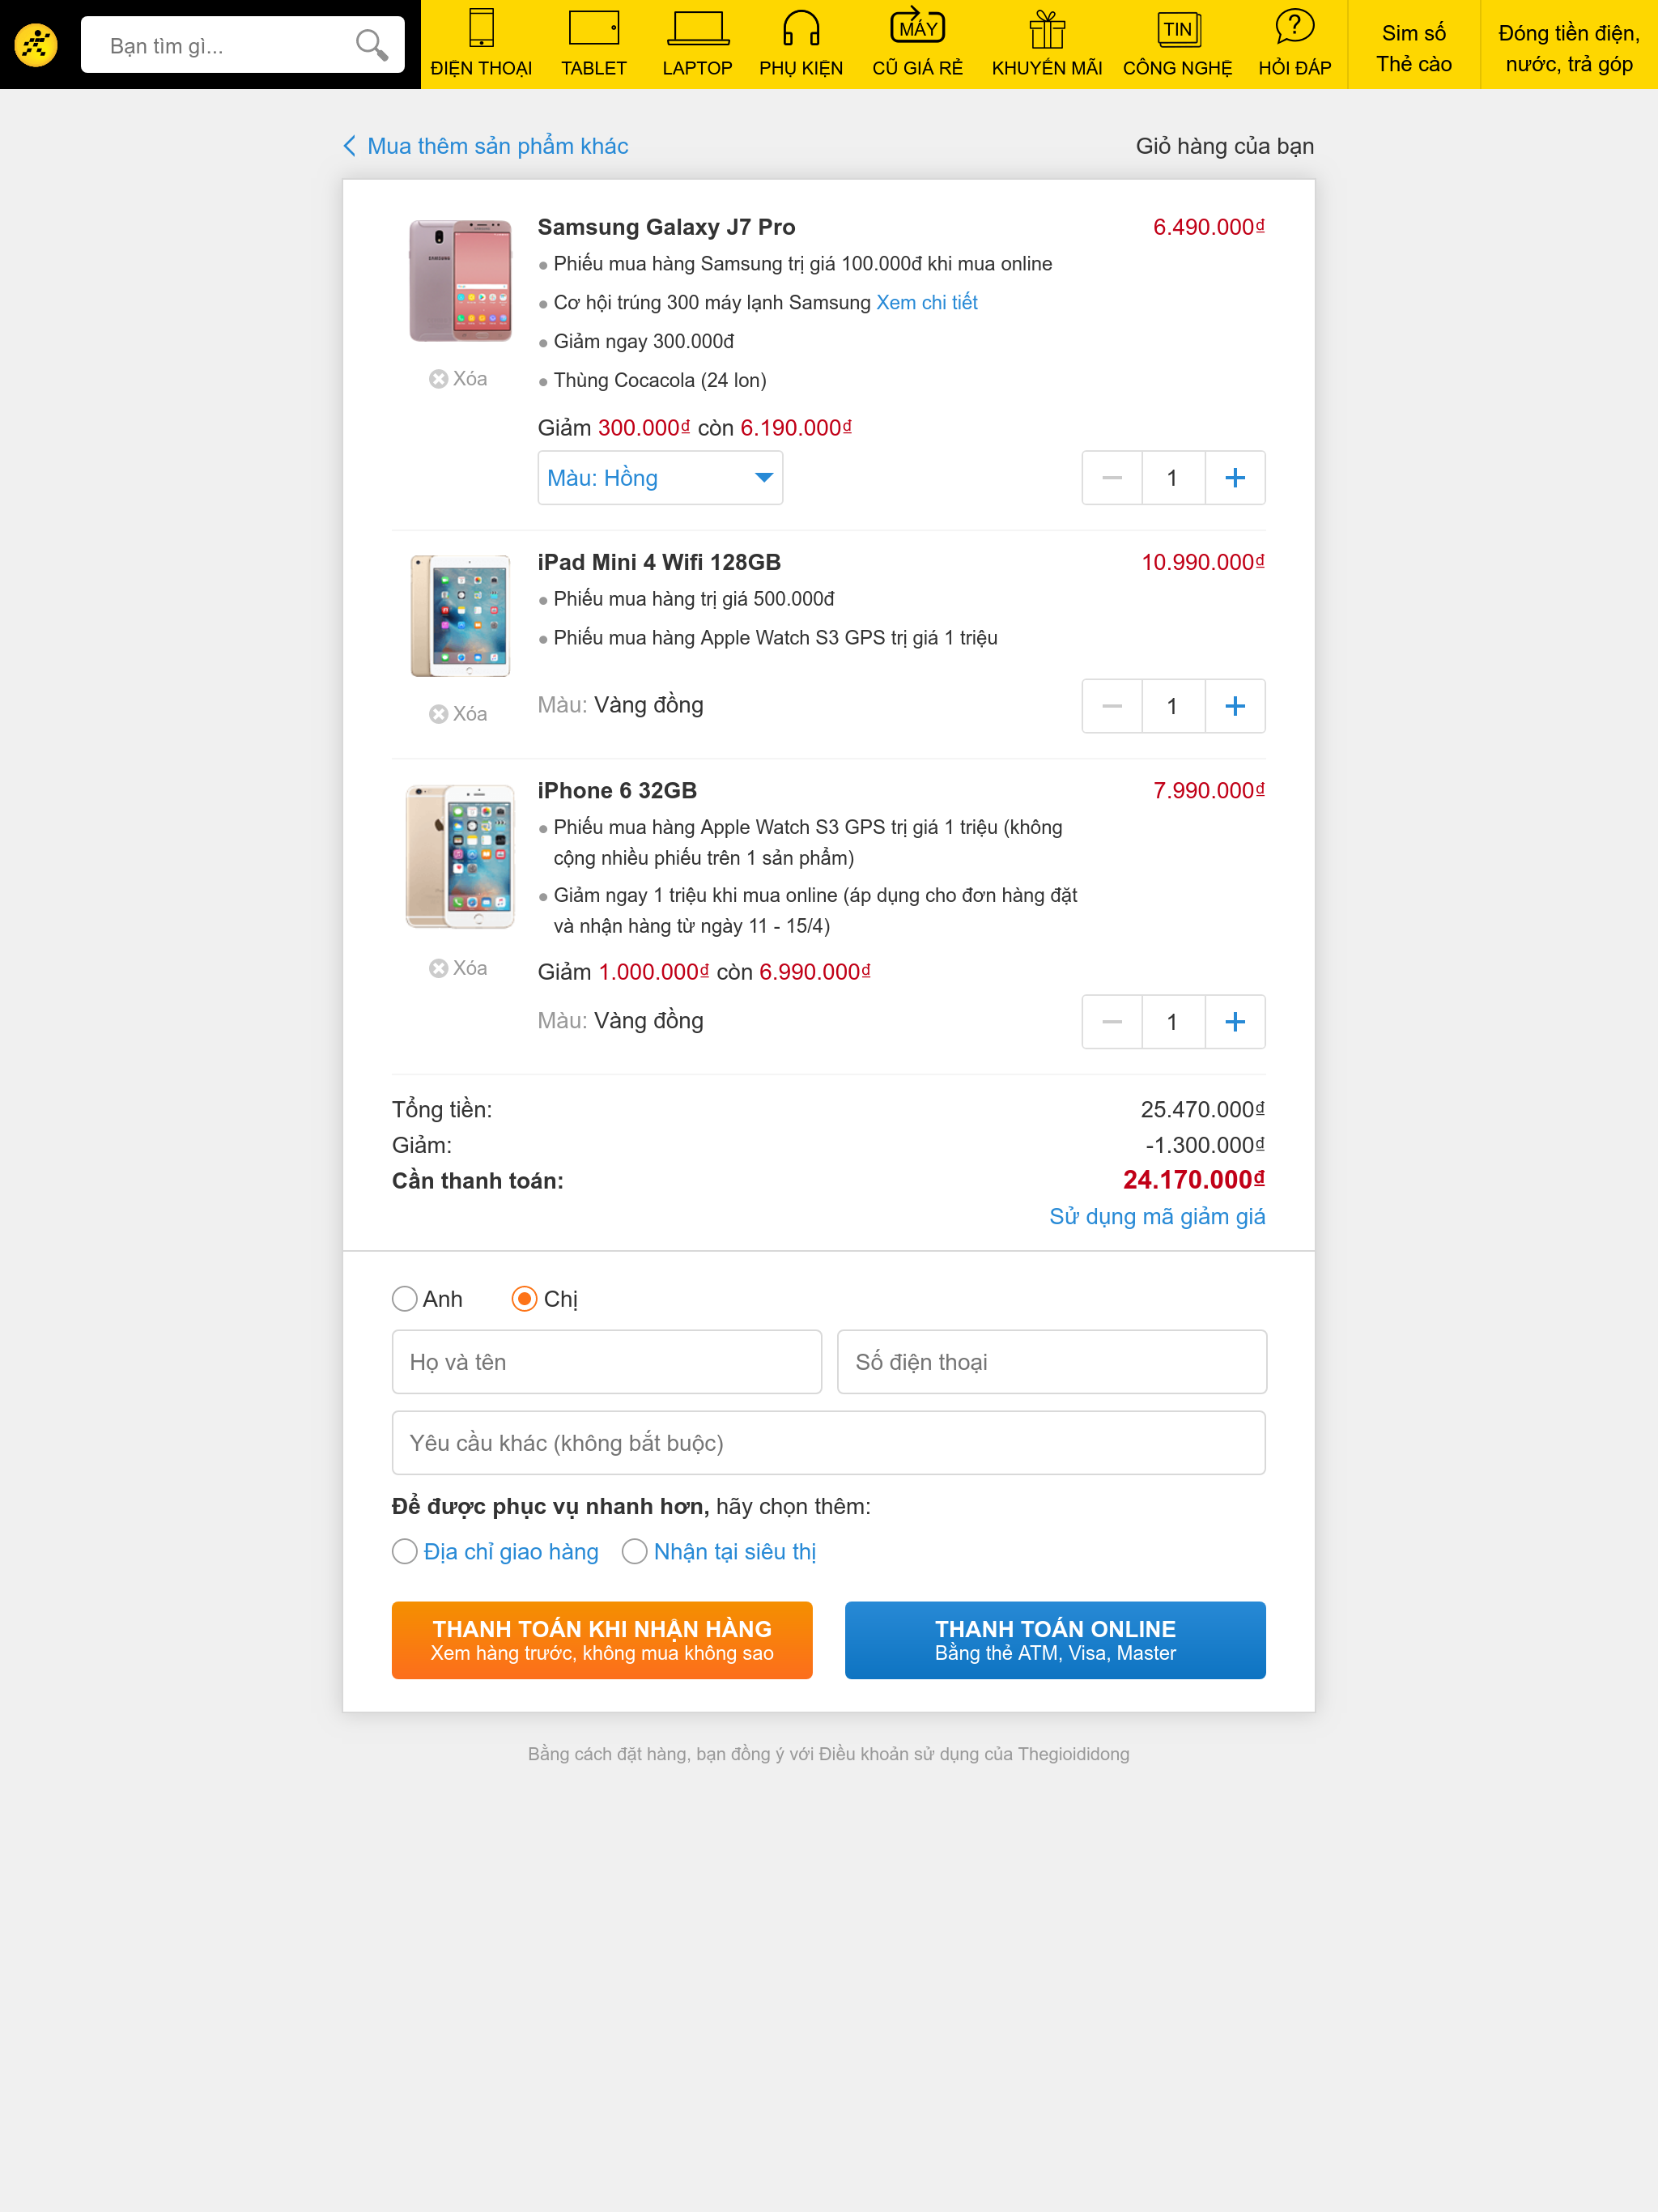 Bạn tìm gì...
ĐIỆN THOẠI
TABLET
LAPTOP
PHỤ KIỆN
MÁY
CŨ GIÁ RẺ
KHUYẾN MÃI
TIN
CÔNG NGHỆ
?
HỎI ĐÁP
Sim số
Thẻ cào
Đóng tiền điện,
nước, trả góp
Mua thêm sản phẩm khác
Giỏ hàng của bạn
SAMSUNG
Samsung Galaxy J7 Pro
6.490.000₫
Phiếu mua hàng Samsung trị giá 100.000đ khi mua online
Cơ hội trúng 300 máy lạnh Samsung Xem chi tiết
Giảm ngay 300.000đ
Thùng Cocacola (24 lon)
Xóa
Giảm 300.000₫ còn 6.190.000₫
Màu: Hồng
1
iPad Mini 4 Wifi 128GB
10.990.000₫
Phiếu mua hàng trị giá 500.000đ
Phiếu mua hàng Apple Watch S3 GPS trị giá 1 triệu
Xóa
Màu: Vàng đồng
1
iPhone 6 32GB
7.990.000₫
Phiếu mua hàng Apple Watch S3 GPS trị giá 1 triệu (không
cộng nhiều phiếu trên 1 sản phẩm)
Giảm ngay 1 triệu khi mua online (áp dụng cho đơn hàng đặt
và nhận hàng từ ngày 11 - 15/4)
Xóa
Giảm 1.000.000₫ còn 6.990.000₫
Màu: Vàng đồng
1
Tổng tiền:
25.470.000₫
Giảm:
-1.300.000₫
Cần thanh toán:
24.170.000₫
Sử dụng mã giảm giá
Anh
Chị
Họ và tên
Số điện thoại
Yêu cầu khác (không bắt buộc)
Để được phục vụ nhanh hơn, hãy chọn thêm:
Địa chỉ giao hàng
Nhận tại siêu thị
THANH TOÁN KHI NHẬN HÀNG
Xem hàng trước, không mua không sao
THANH TOÁN ONLINE
Bằng thẻ ATM, Visa, Master
Bằng cách đặt hàng, bạn đồng ý với Điều khoản sử dụng của Thegioididong